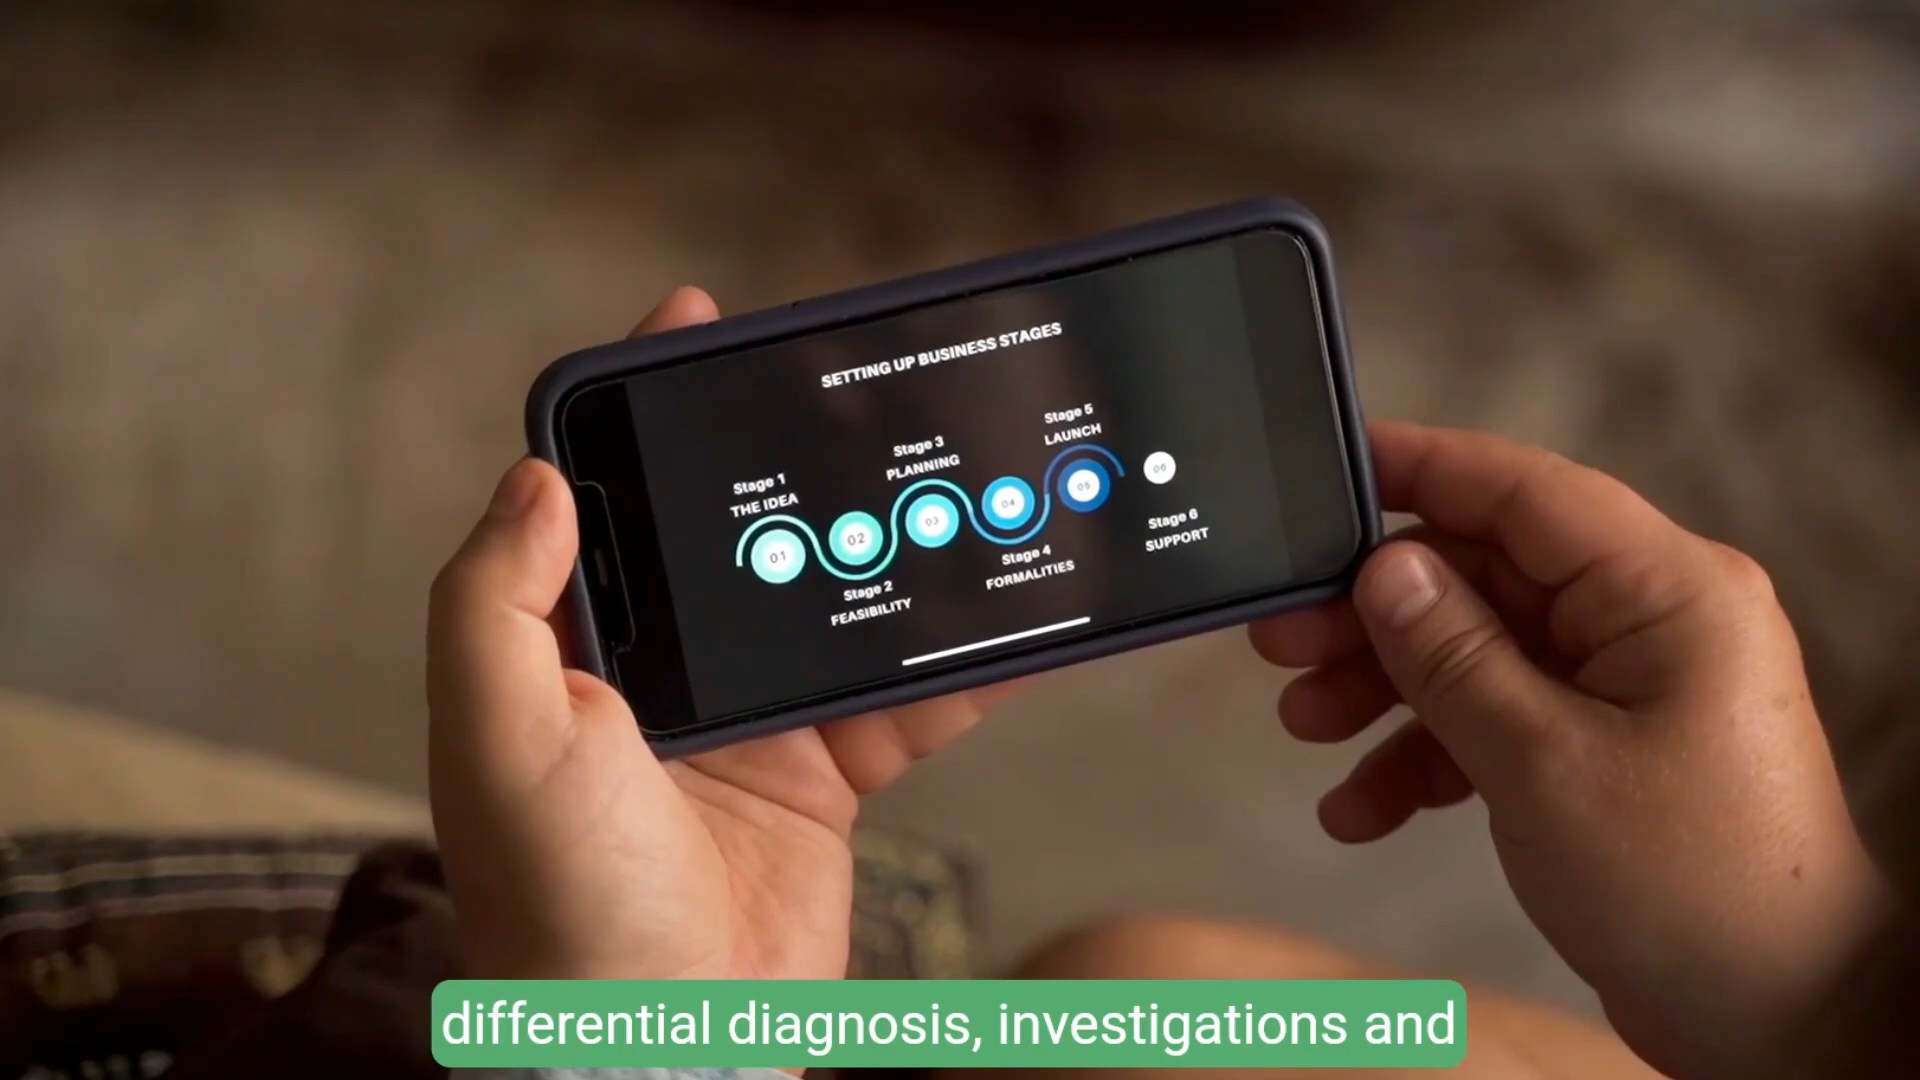 SETTING UP BUSINESS STAGES
Stage 1
THE IDEA
Stage 3
PLANNING
Stage 5
LAUNCH
01
02
03
04
05
06
Stage 2
FEASIBILITY
Stage 4
FORMALITIES
Stage 6
SUPPORT
differential diagnosis, investigations and